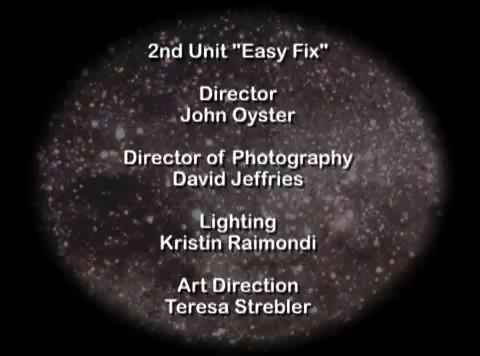 2nd Unit "Easy Fix"
Director
John Oyster
Director of Photography
David Jeffries
Lighting
Kristin Raimondi
Art Direction
Teresa Strebler